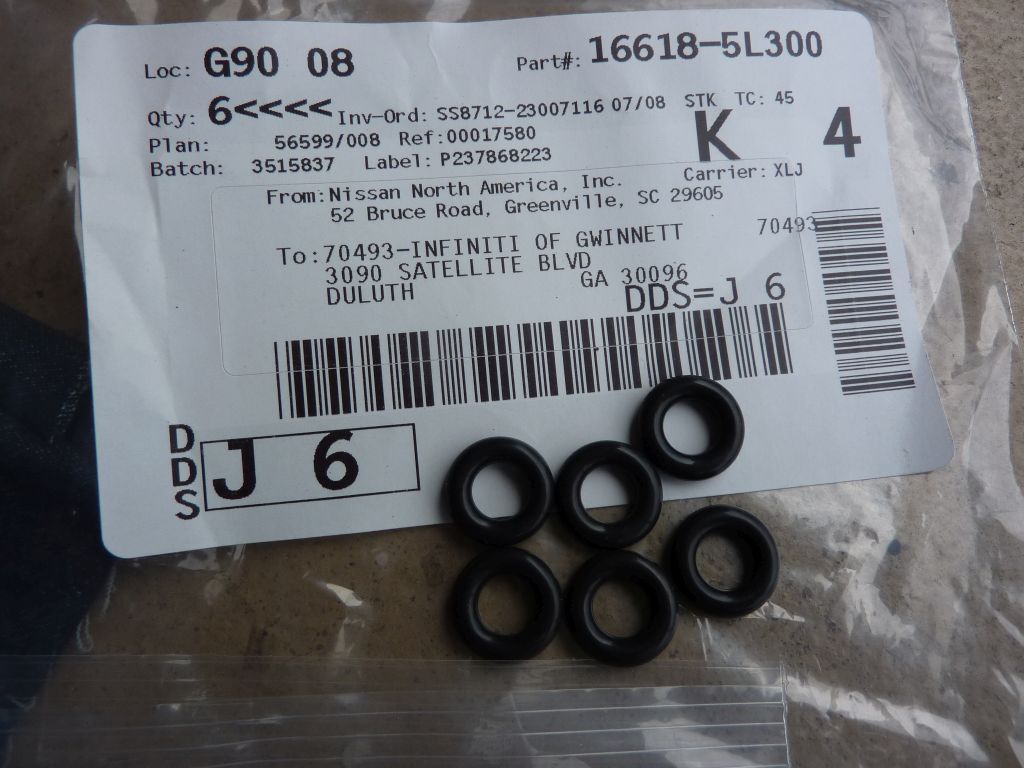 Loc: G90 08 Part#: 16618-5L300
Qty: 6<<<< Inv-Ord: SS8712-23007116 07/08 STK TC: 45
Plan: 56599/008 Ref:00017580 K 4
Batch: 3515837 Label: P237868223
Carrier: XLJ
From: Nissan North America, Inc.
52 Bruce Road, Greenville, SC 29605
To: 70493-INFINITI OF GWINNETT 70493
3090 SATELLITE BLVD
DULUTH GA 30096
DDS=J 6
DDS J 6